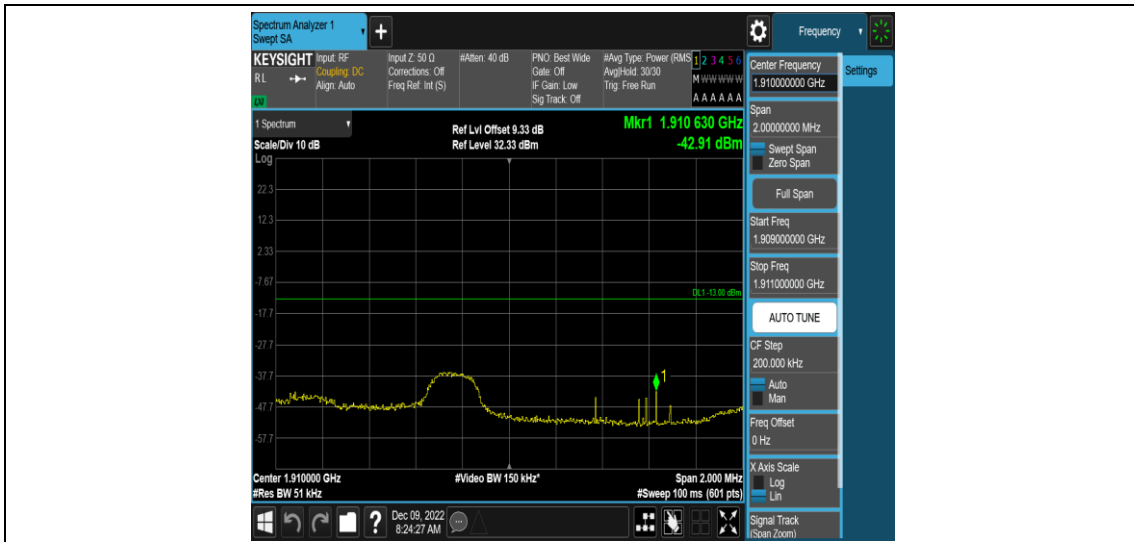 Spectrum Analyzer 1
Swept SA
+
Frequency
KEYSIGHT
RL
LXI
Input: RF
Coupling: DC
Align: Auto
Input Z: 50 Ω
Corrections: Off
Freq Ref: Int (S)
#Atten: 40 dB
PNO: Best Wide
Gate: Off
IF Gain: Low
Sig Track: Off
#Avg Type: Power (RMS
Avg|Hold: 30/30
Trig: Free Run
1 2 3 4 5 6
M W W W W W
A A A A A A
1 Spectrum
Scale/Div 10 dB
Ref Lvl Offset 9.33 dB
Ref Level 32.33 dBm
Mkr1 1.910 630 GHz
-42.91 dBm
Log
22.3
12.3
2.33
-7.67
DL1 -13.00 dBm
-17.7
-27.7
-37.7
1
-47.7
-57.7
Center 1.910000 GHz
#Video BW 150 kHz*
Span 2.000 MHz
#Res BW 51 kHz
#Sweep 100 ms (601 pts)
Dec 09, 2022
8:24:27 AM
?
Center Frequency
1.910000000 GHz
Settings
Span
2.00000000 MHz
Swept Span
Zero Span
Full Span
Start Freq
1.909000000 GHz
Stop Freq
1.911000000 GHz
AUTO TUNE
CF Step
200.000 kHz
Auto
Man
Freq Offset
0 Hz
X Axis Scale
Log
Lin
Signal Track
(Span Zoom)